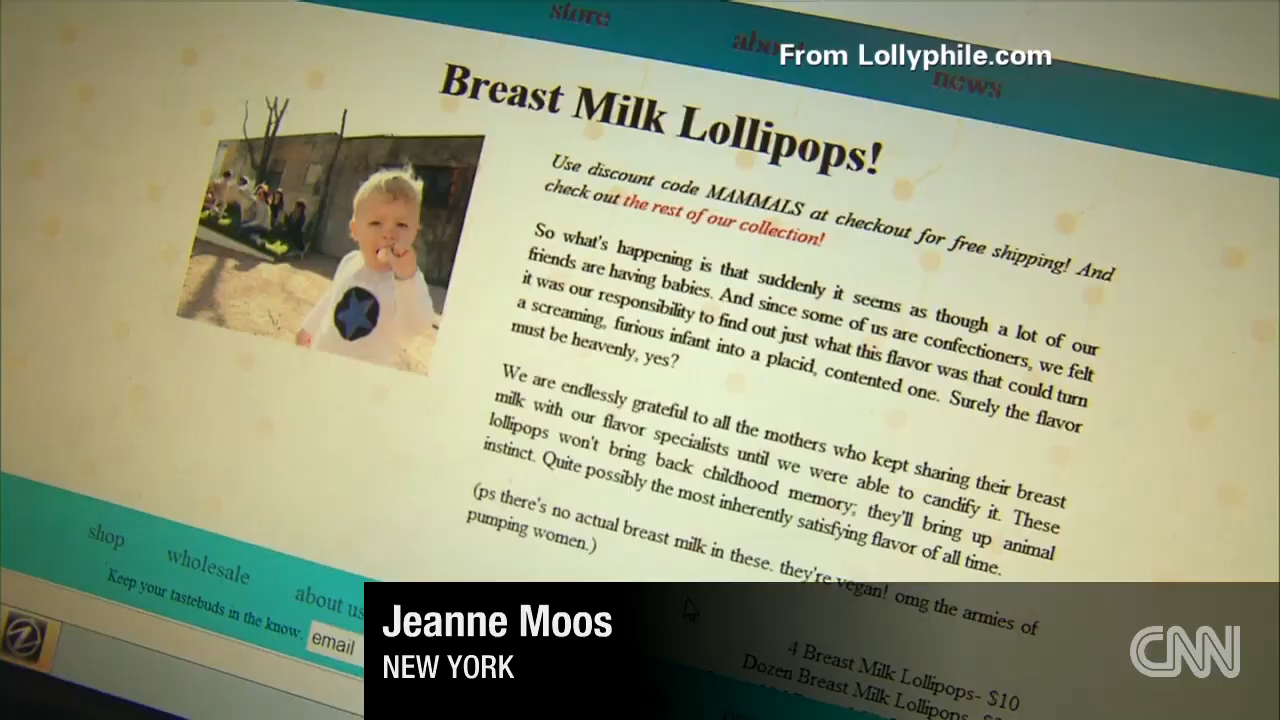 store
about
From Lollyphile.com
news
Breast Milk Lollipops!
Use discount code MAMMALS at checkout for free shipping! And
check out the rest of our collection!
So what's happening is that suddenly it seems as though a lot of our
friends are having babies. And since some of us are confectioners, we felt
it was our responsibility to find out just what this flavor was that could turn
a screaming, furious infant into a placid, contented one. Surely the flavor
must be heavenly, yes?
We are endlessly grateful to all the mothers who kept sharing their breast
milk with our flavor specialists until we were able to candify it. These
lollipops won't bring back childhood memory; they'll bring up animal
instinct. Quite possibly the most inherently satisfying flavor of all time.
(ps there's no actual breast milk in these. they're vegan! omg the armies of
pumping women.)
4 Breast Milk Lollipops- $10
Dozen Breast Milk Lollipops-
shop
wholesale
about us
Keep your tastebuds in the know.
email
Jeanne Moos
NEW YORK
CNN